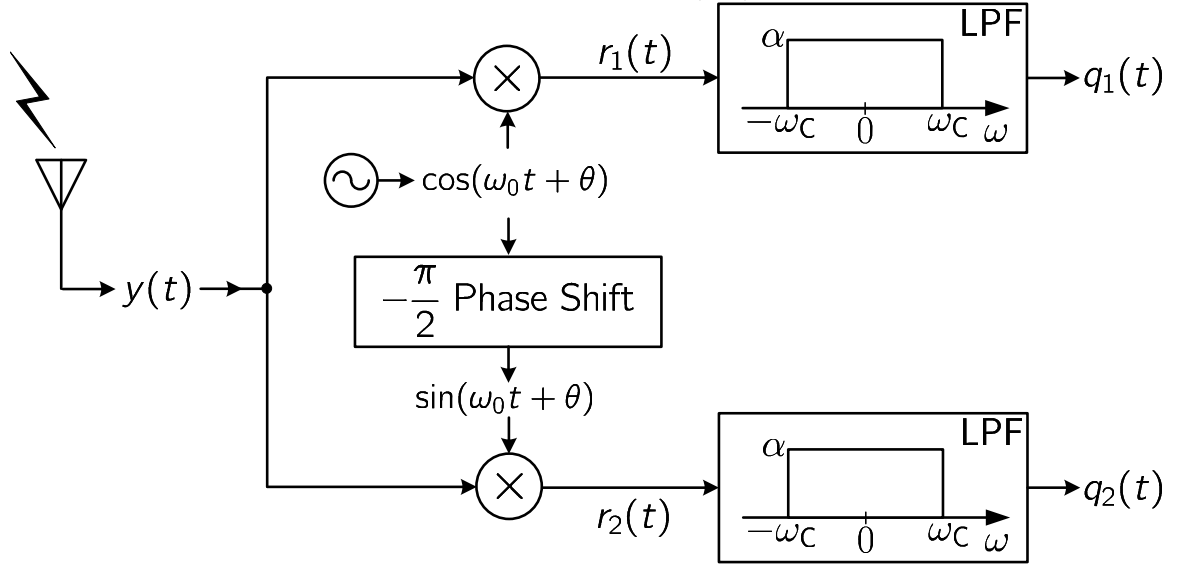 LPF
α
r₁(t)
q₁(t)
−ω_C 0 ω_C ω
cos(ω₀t + θ)
y(t)
−π/2 Phase Shift
sin(ω₀t + θ)
LPF
α
r₂(t)
q₂(t)
−ω_C 0 ω_C ω